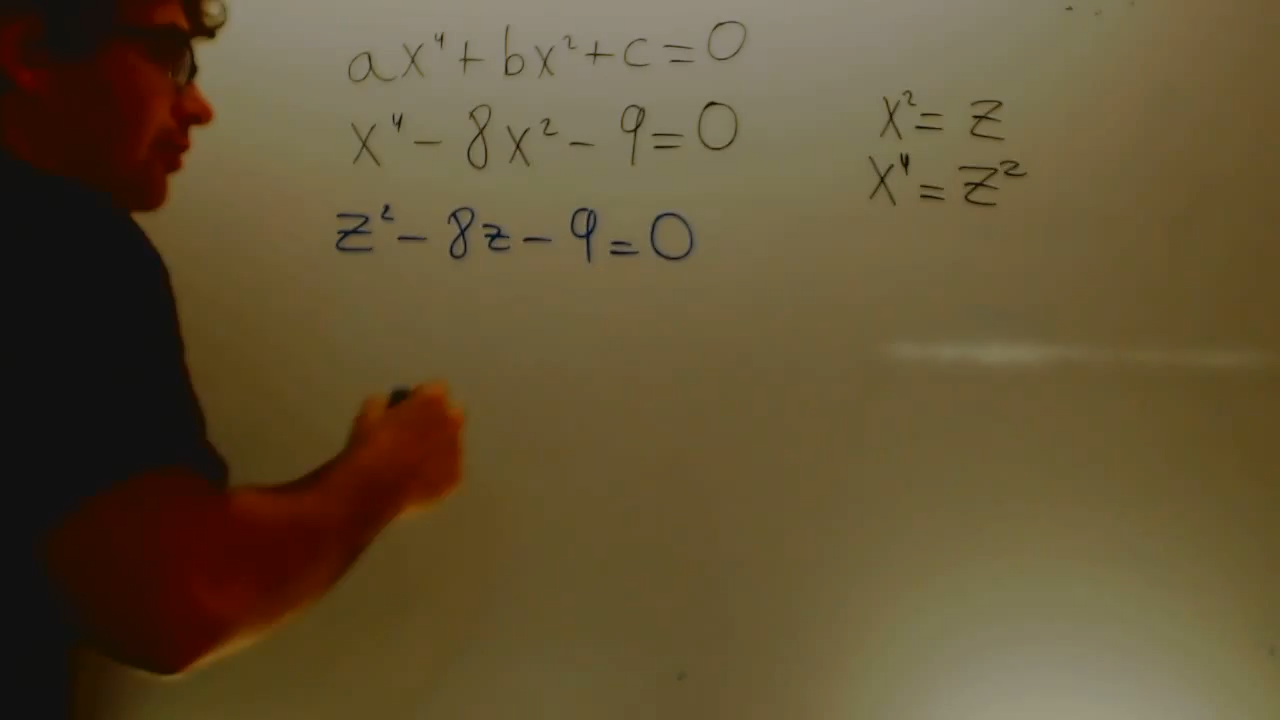 ax⁴ + bx² + c = 0
x⁴ - 8x² - 9 = 0
z² - 8z - 9 = 0
x² = z
x⁴ = z²